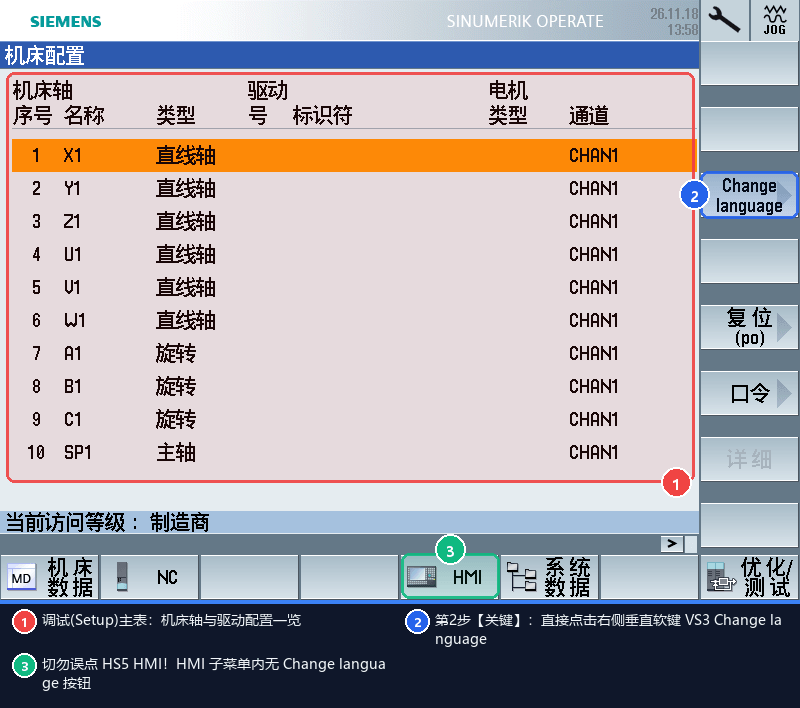 SIEMENS
SINUMERIK OPERATE
26.11.18
13:58
JOG
机床配置
机床轴 驱动 电机
序号 名称 类型 号 标识符 类型 通道
1 X1 直线轴 CHAN1
2 Y1 直线轴 CHAN1
3 Z1 直线轴 CHAN1
4 U1 直线轴 CHAN1
5 V1 直线轴 CHAN1
6 W1 直线轴 CHAN1
7 A1 旋转 CHAN1
8 B1 旋转 CHAN1
9 C1 旋转 CHAN1
10 SP1 主轴 CHAN1
1
2
Change
language
复位
(po)
口令
详细
当前访问等级： 制造商
>
3
MD 机床
数据
NC
HMI
系统
数据
优化/
测试
1 调试(Setup)主表：机床轴与驱动配置一览
2 第2步【关键】：直接点击右侧垂直软键 VS3 Change la
nguage
3 切勿误点 HS5 HMI！HMI 子菜单内无 Change langua
ge 按钮